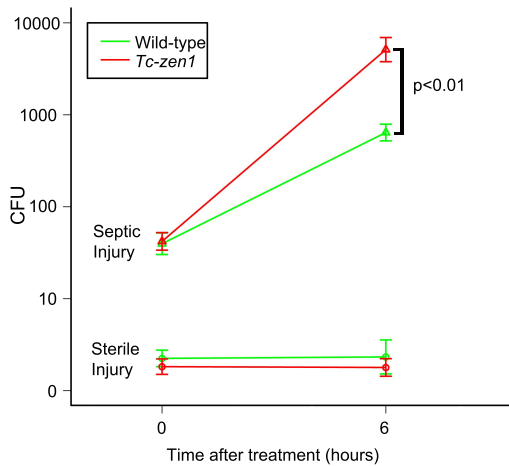 10000
1000
100
10
0
CFU
Wild-type
Tc-zen1
p<0.01
Septic
Injury
Sterile
Injury
0
6
Time after treatment (hours)